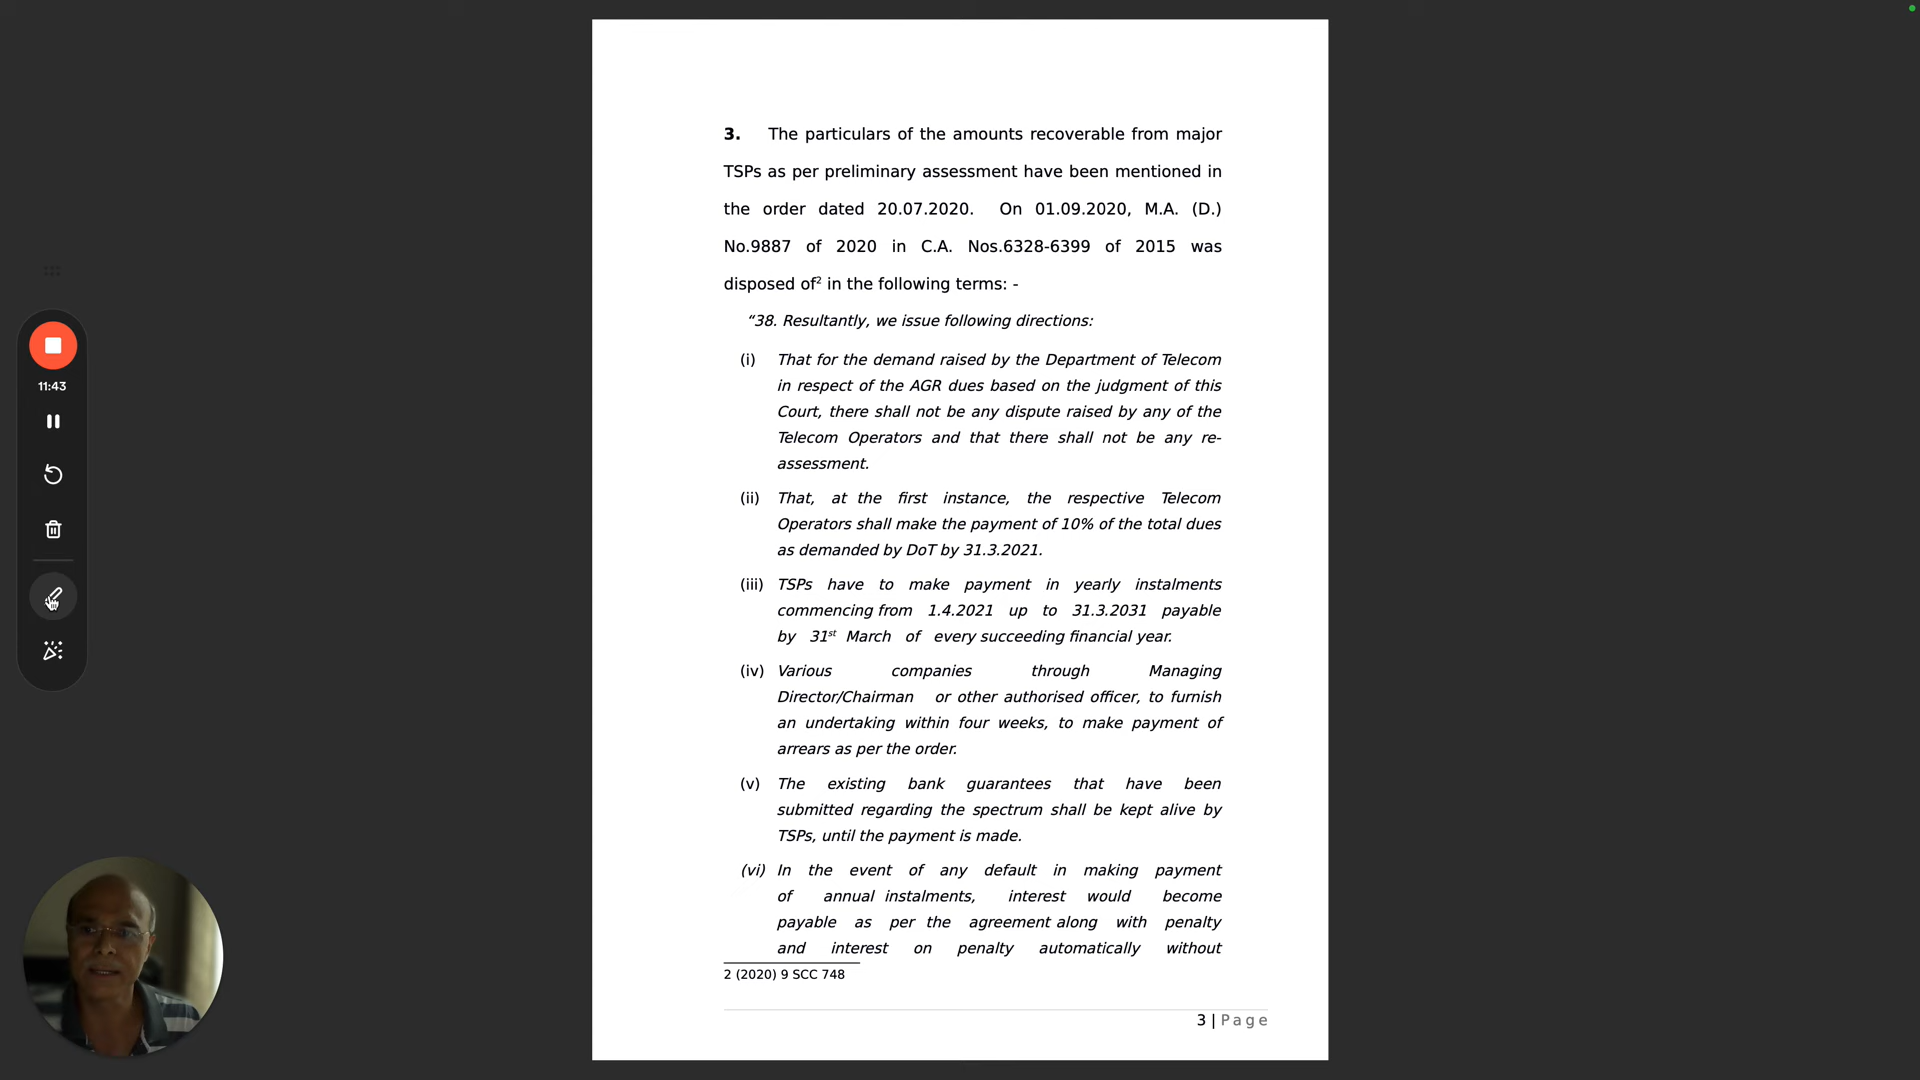 3. The particulars of the amounts recoverable from major
TSPs as per preliminary assessment have been mentioned in
the order dated 20.07.2020. On 01.09.2020, M.A. (D.)
No.9887 of 2020 in C.A. Nos.6328-6399 of 2015 was
disposed of2 in the following terms: -
“38. Resultantly, we issue following directions:
(i) That for the demand raised by the Department of Telecom
in respect of the AGR dues based on the judgment of this
Court, there shall not be any dispute raised by any of the
Telecom Operators and that there shall not be any re-
assessment.
(ii) That, at the first instance, the respective Telecom
Operators shall make the payment of 10% of the total dues
as demanded by DoT by 31.3.2021.
(iii) TSPs have to make payment in yearly instalments
commencing from 1.4.2021 up to 31.3.2031 payable
by 31st March of every succeeding financial year.
(iv) Various companies through Managing
Director/Chairman or other authorised officer, to furnish
an undertaking within four weeks, to make payment of
arrears as per the order.
(v) The existing bank guarantees that have been
submitted regarding the spectrum shall be kept alive by
TSPs, until the payment is made.
(vi) In the event of any default in making payment
of annual instalments, interest would become
payable as per the agreement along with penalty
and interest on penalty automatically without
2 (2020) 9 SCC 748
3 | Page
11:43